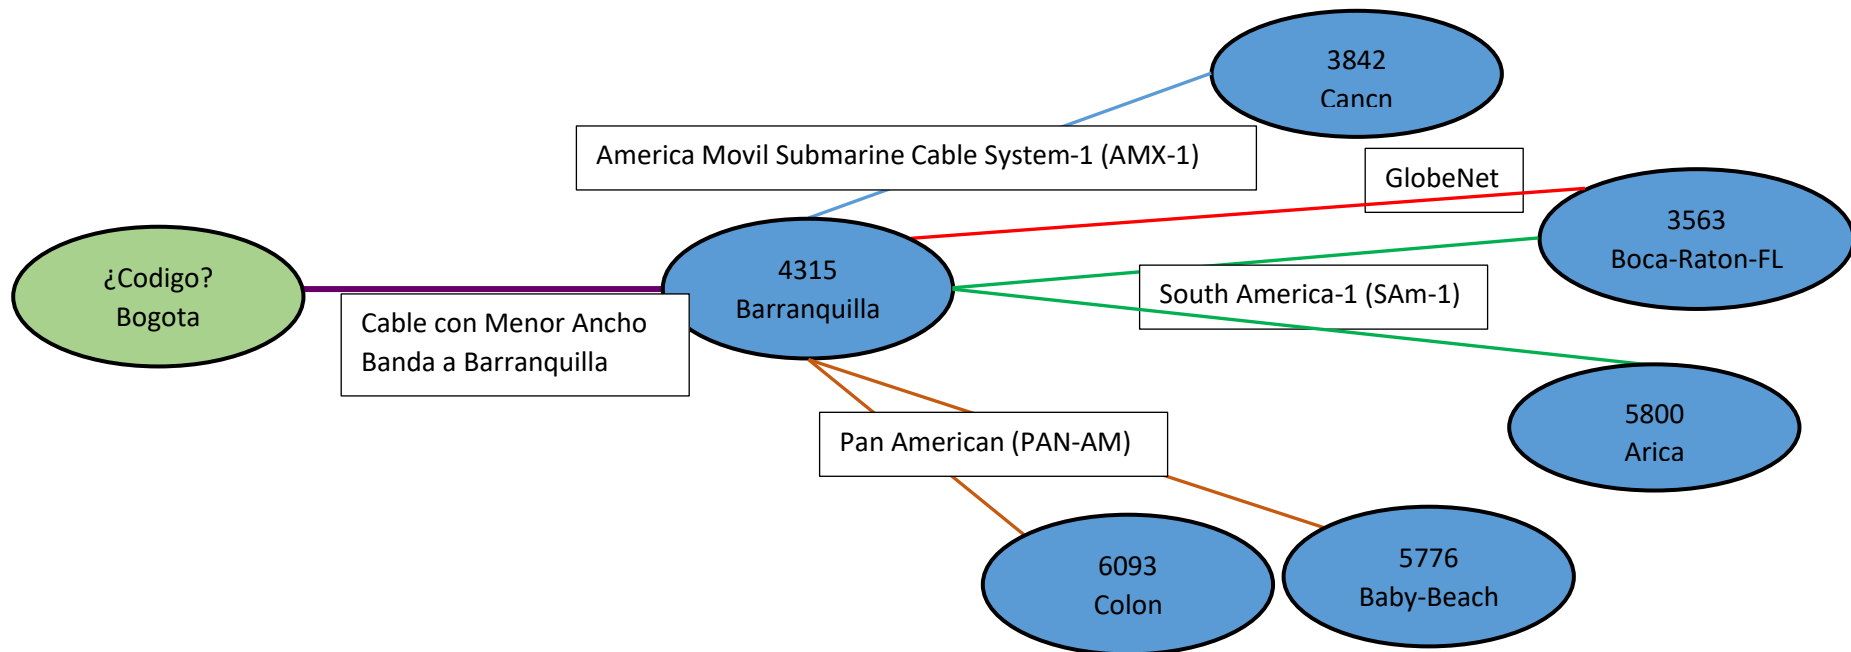 3842
Cancn
America Movil Submarine Cable System-1 (AMX-1)
GlobeNet
3563
Boca-Raton-FL
¿Codigo?
Bogota
4315
Barranquilla
South America-1 (SAm-1)
Cable con Menor Ancho
Banda a Barranquilla
5800
Arica
Pan American (PAN-AM)
6093
Colon
5776
Baby-Beach